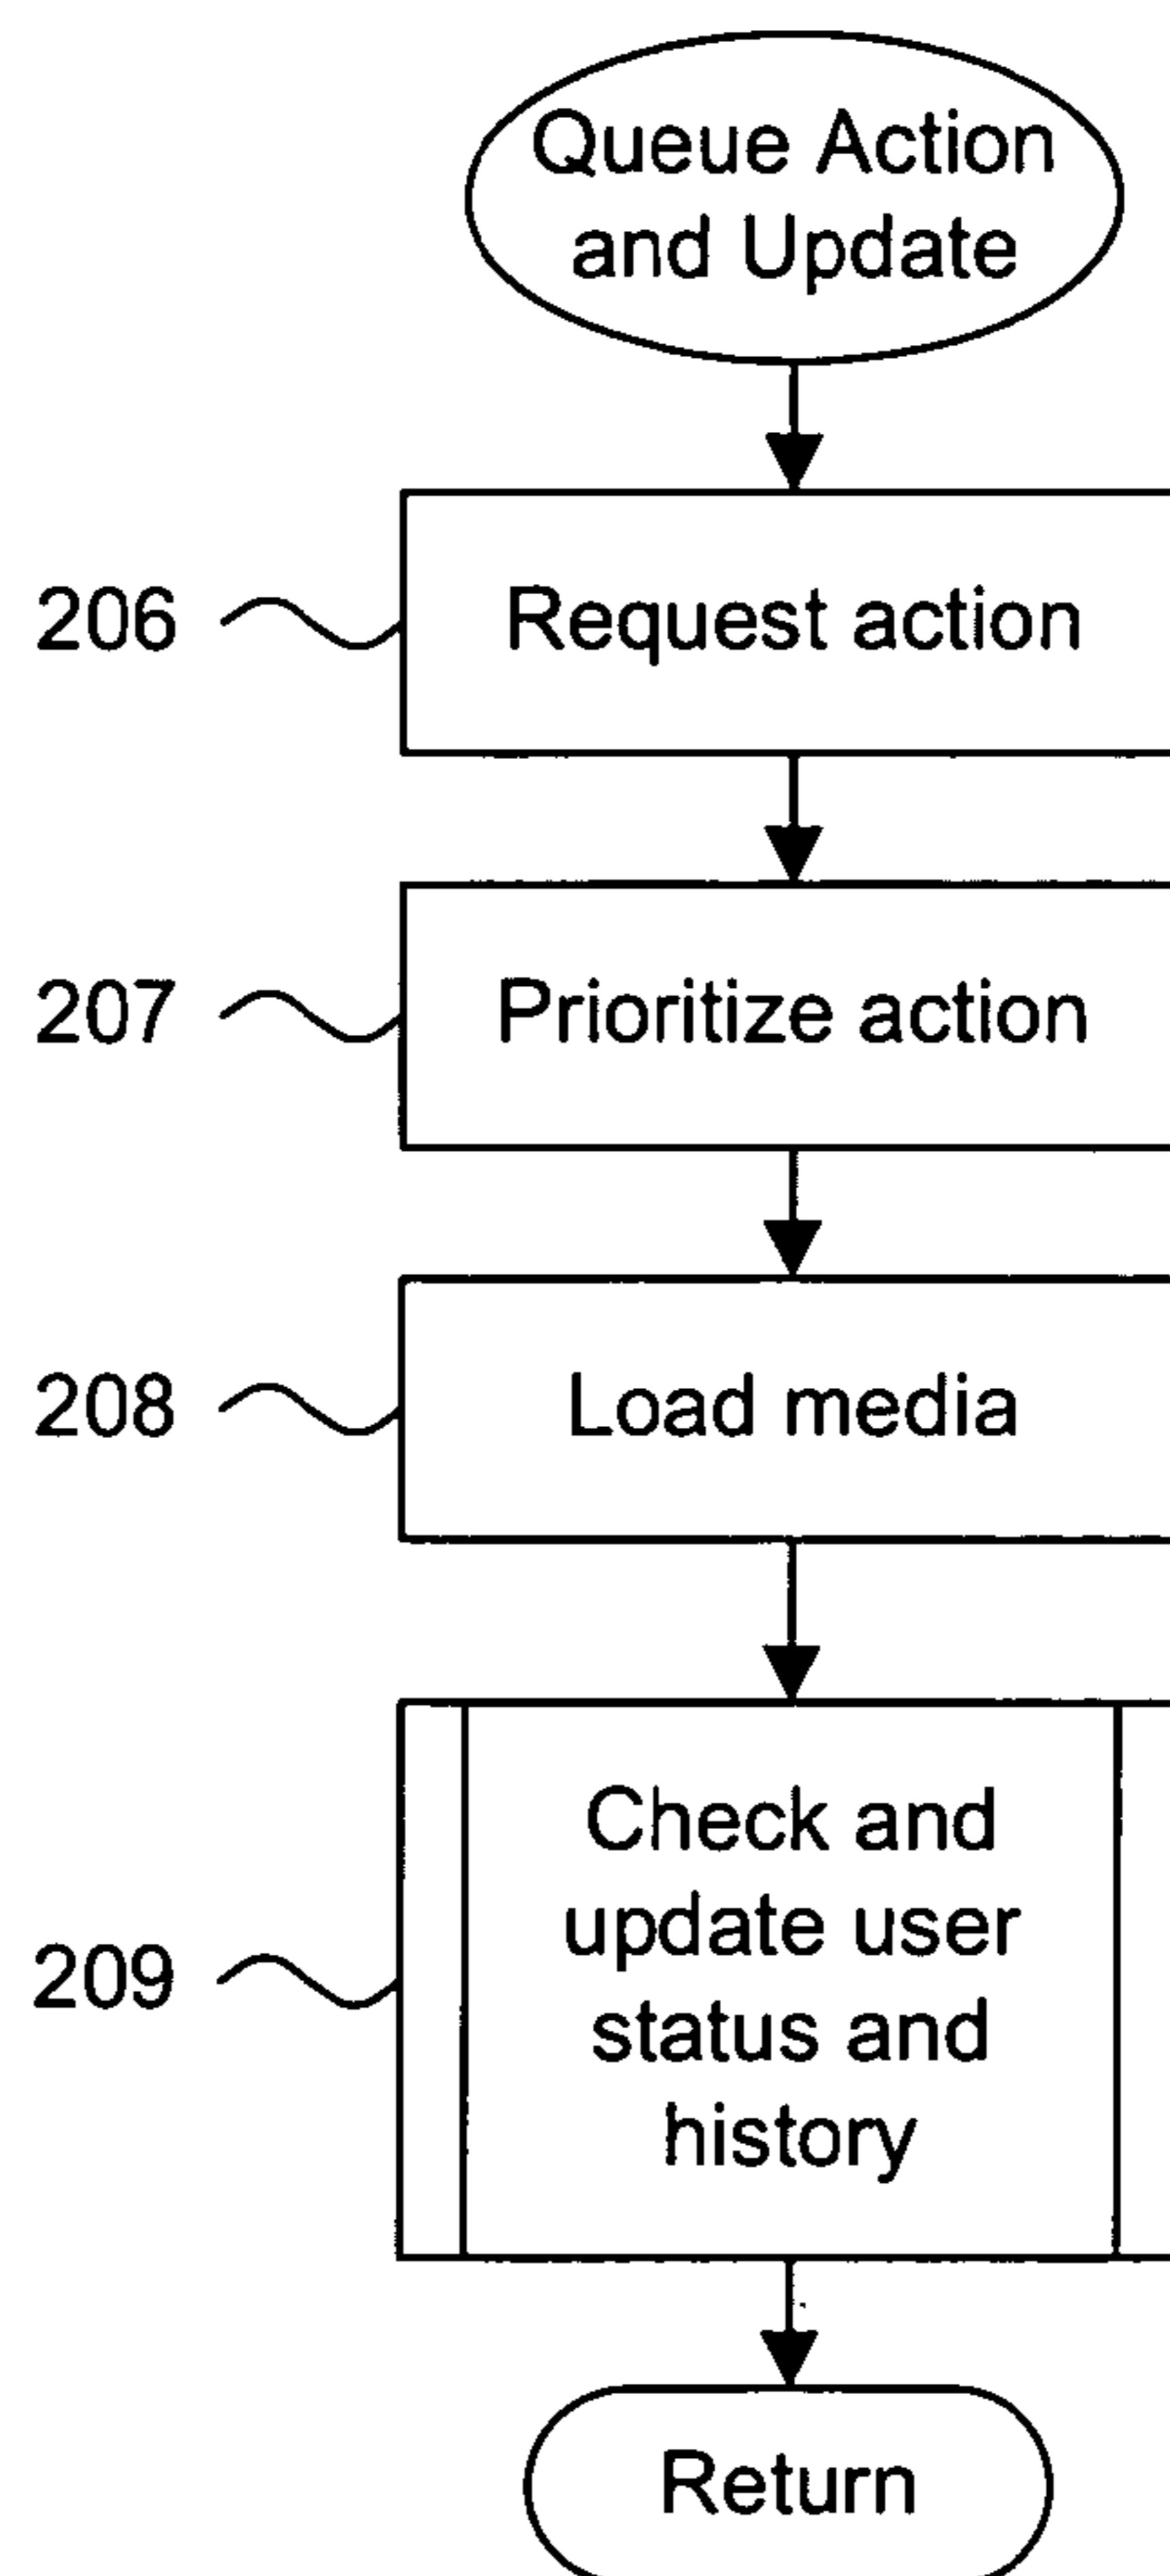 Queue Action
and Update
206
Request action
207
Prioritize action
208
Load media
209
Check and
update user
status and
history
Return